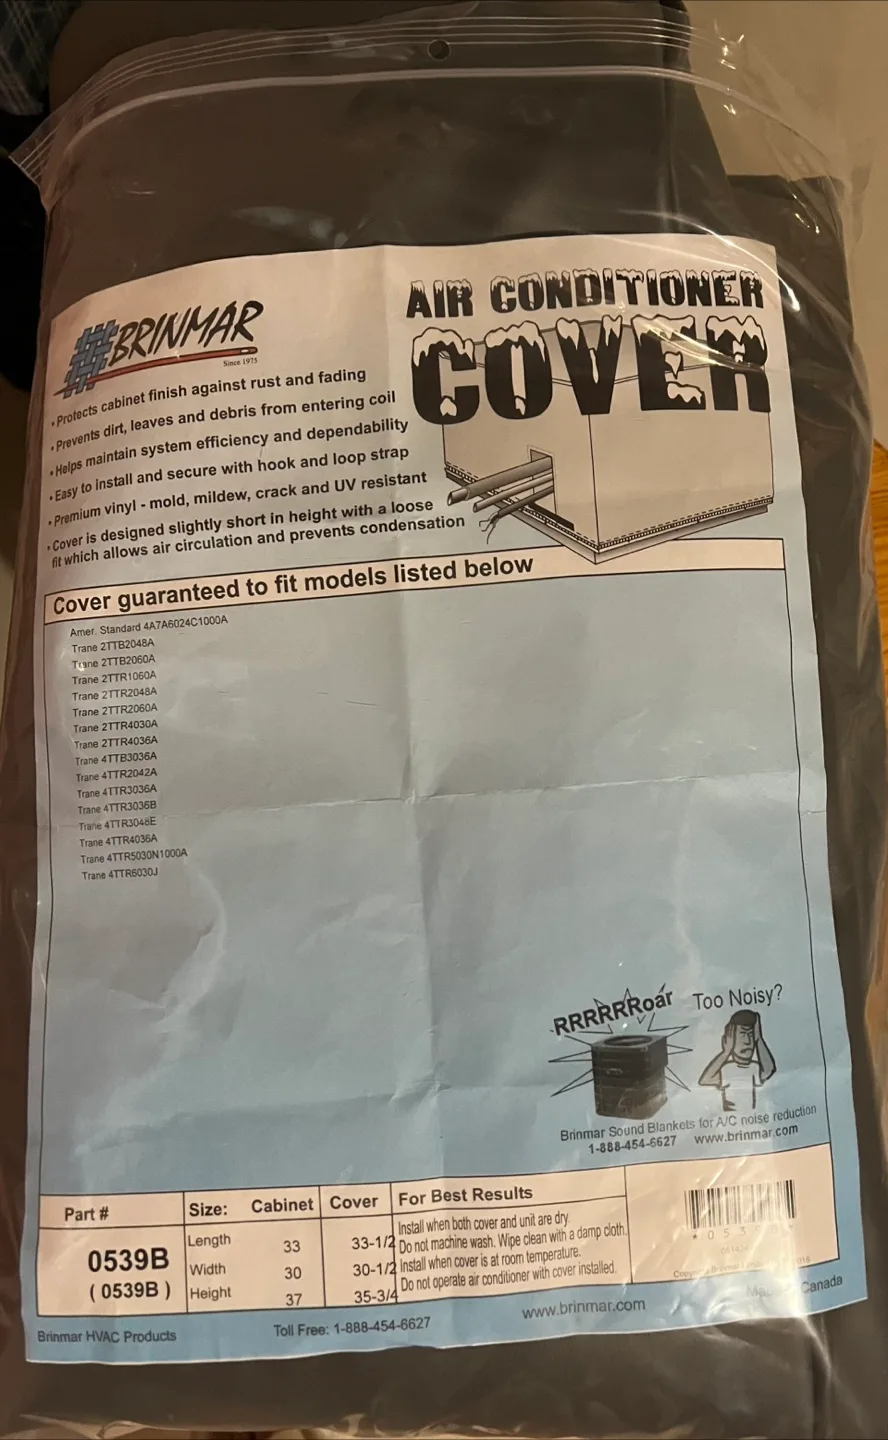 BRINMAR
Since 1975
AIR CONDITIONER
COVER
• Protects cabinet finish against rust and fading
• Prevents dirt, leaves and debris from entering coil
• Helps maintain system efficiency and dependability
• Easy to install and secure with hook and loop strap
• Premium vinyl - mold, mildew, crack and UV resistant
• Cover is designed slightly short in height with a loose
fit which allows air circulation and prevents condensation
Cover guaranteed to fit models listed below
Amer. Standard 4A7A6024C1000A
Trane 2TTB2048A
Trane 2TTB2060A
Trane 2TTR1060A
Trane 2TTR2048A
Trane 2TTR2060A
Trane 2TTR4030A
Trane 2TTR4036A
Trane 4TTB3036A
Trane 4TTR2042A
Trane 4TTR3036A
Trane 4TTR3036B
Trane 4TTR3048E
Trane 4TTR4036A
Trane 4TTR5030N1000A
Trane 4TTR6030J
RRRRRRoar Too Noisy?
Brinmar Sound Blankets for A/C noise reduction
1-888-454-6627 www.brinmar.com
Part # Size: Cabinet Cover For Best Results
0539B
( 0539B )
Length 33 33-1/2
Width 30 30-1/2
Height 37 35-3/4
Install when both cover and unit are dry.
Do not machine wash. Wipe clean with a damp cloth.
Install when cover is at room temperature.
Do not operate air conditioner with cover installed.
Canada
Brinmar HVAC Products Toll Free: 1-888-454-6627 www.brinmar.com